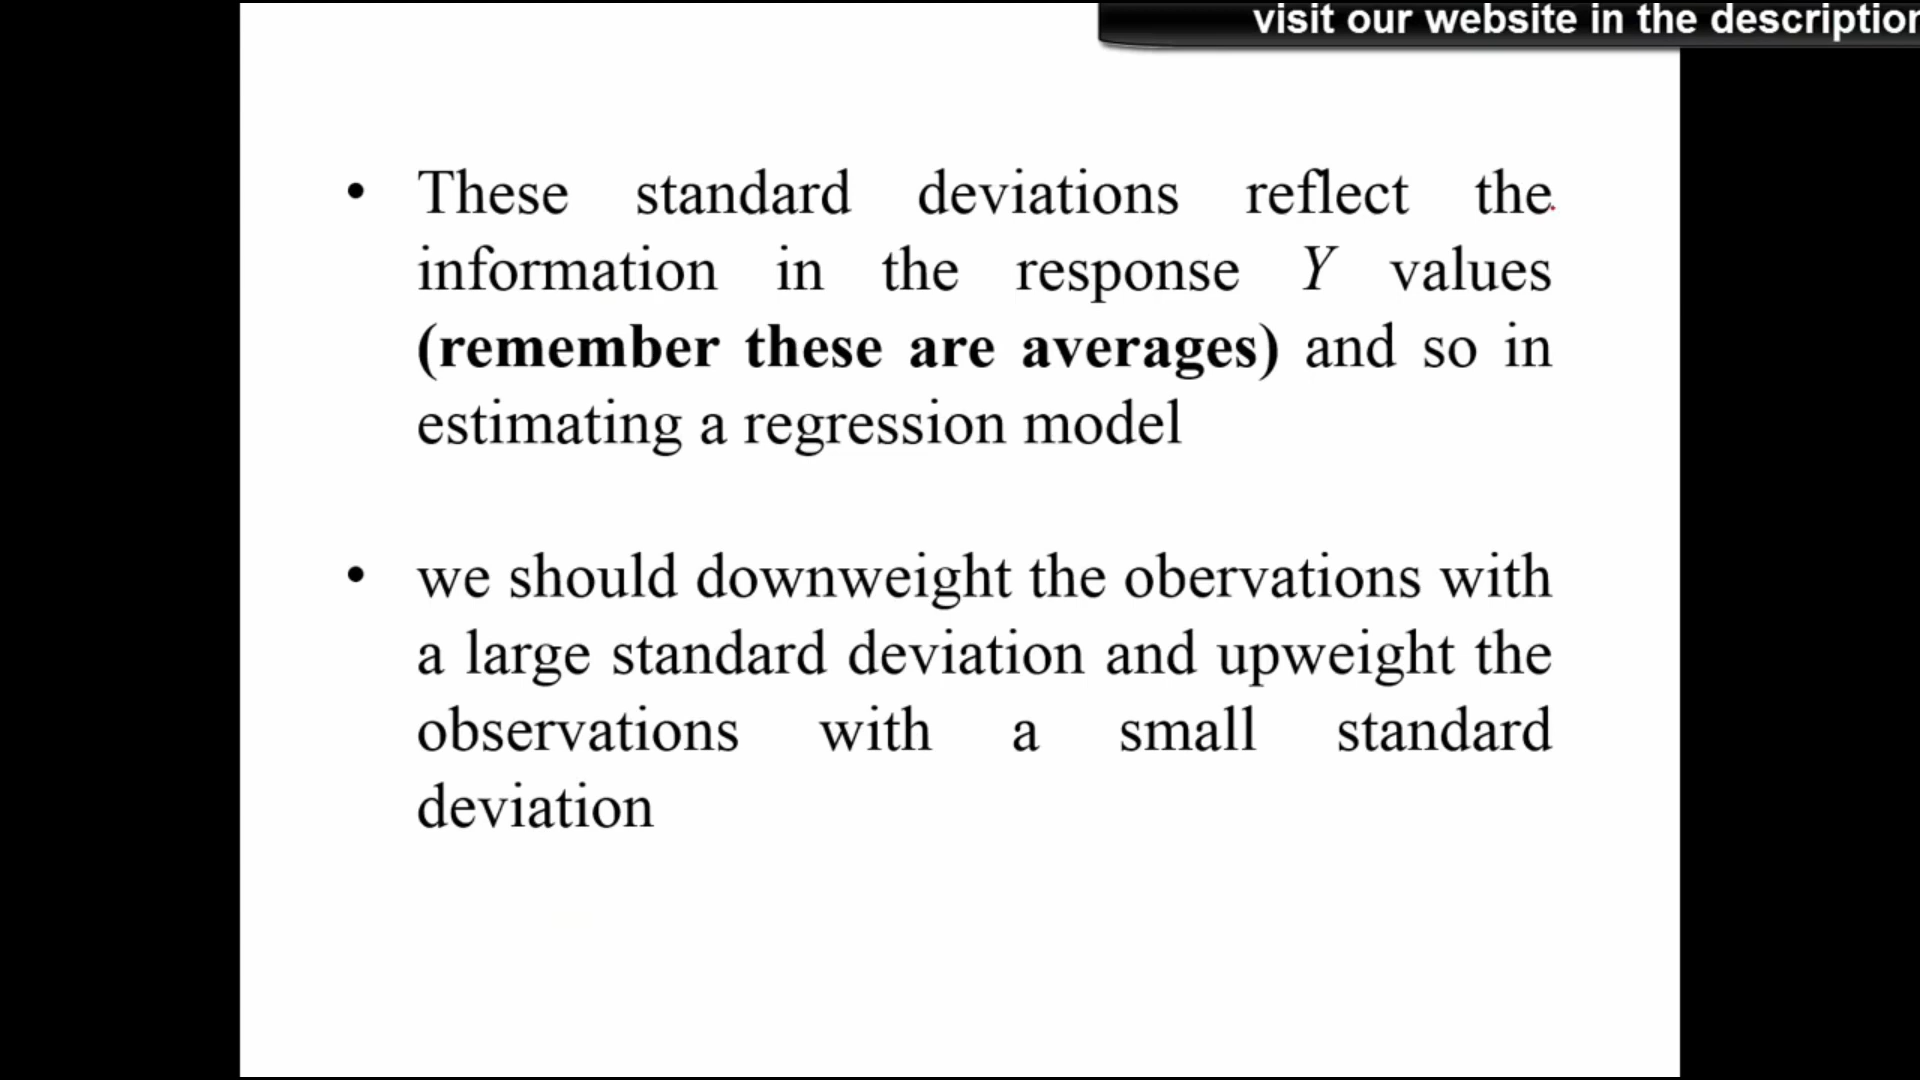 visit our website in the description
• These standard deviations reflect the
information in the response Y values
(remember these are averages) and so in
estimating a regression model
• we should downweight the obervations with
a large standard deviation and upweight the
observations with a small standard
deviation